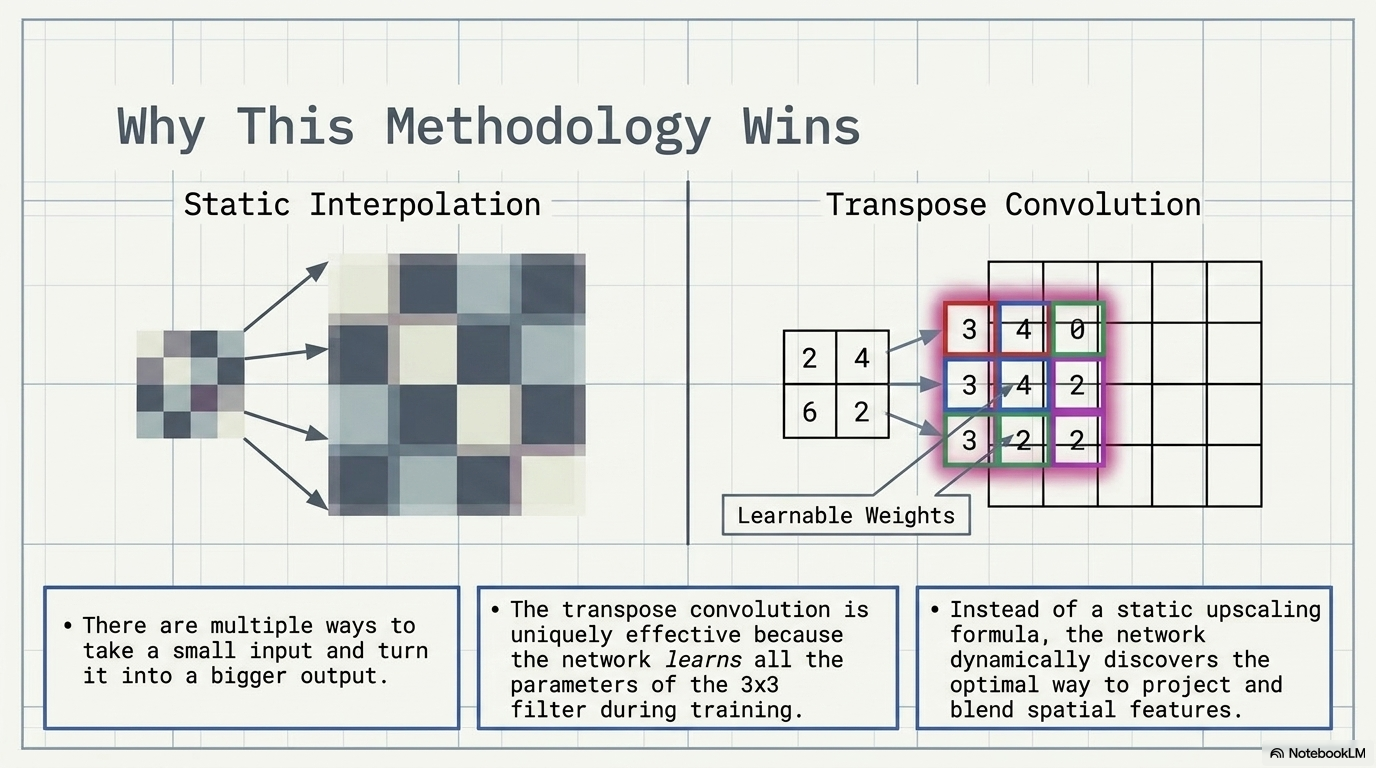 Why This Methodology Wins
Static Interpolation
Transpose Convolution
2 4
6 2
3 4 0
3 4 2
3 2 2
Learnable Weights
• There are multiple ways to
take a small input and turn
it into a bigger output.
• The transpose convolution is
uniquely effective because
the network learns all the
parameters of the 3x3
filter during training.
• Instead of a static upscaling
formula, the network
dynamically discovers the
optimal way to project and
blend spatial features.
NotebookLM